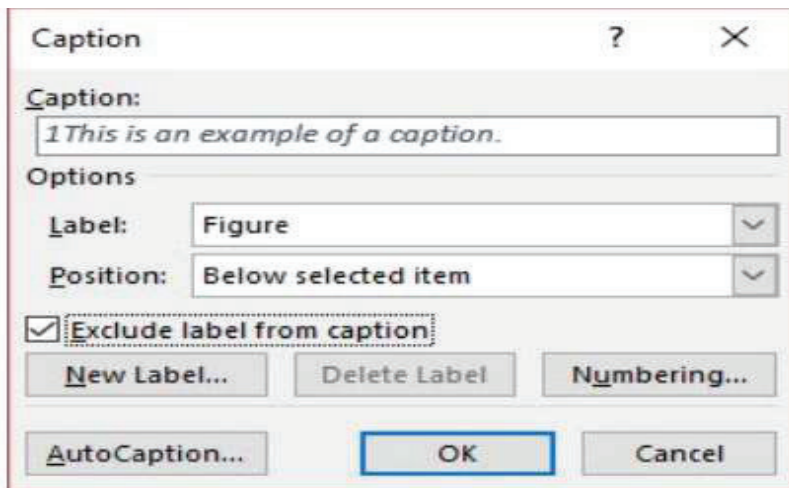 Caption ?
Caption:
1This is an example of a caption.
Options
Label: Figure
Position: Below selected item
Exclude label from caption
New Label... Delete Label Numbering...
AutoCaption... OK Cancel